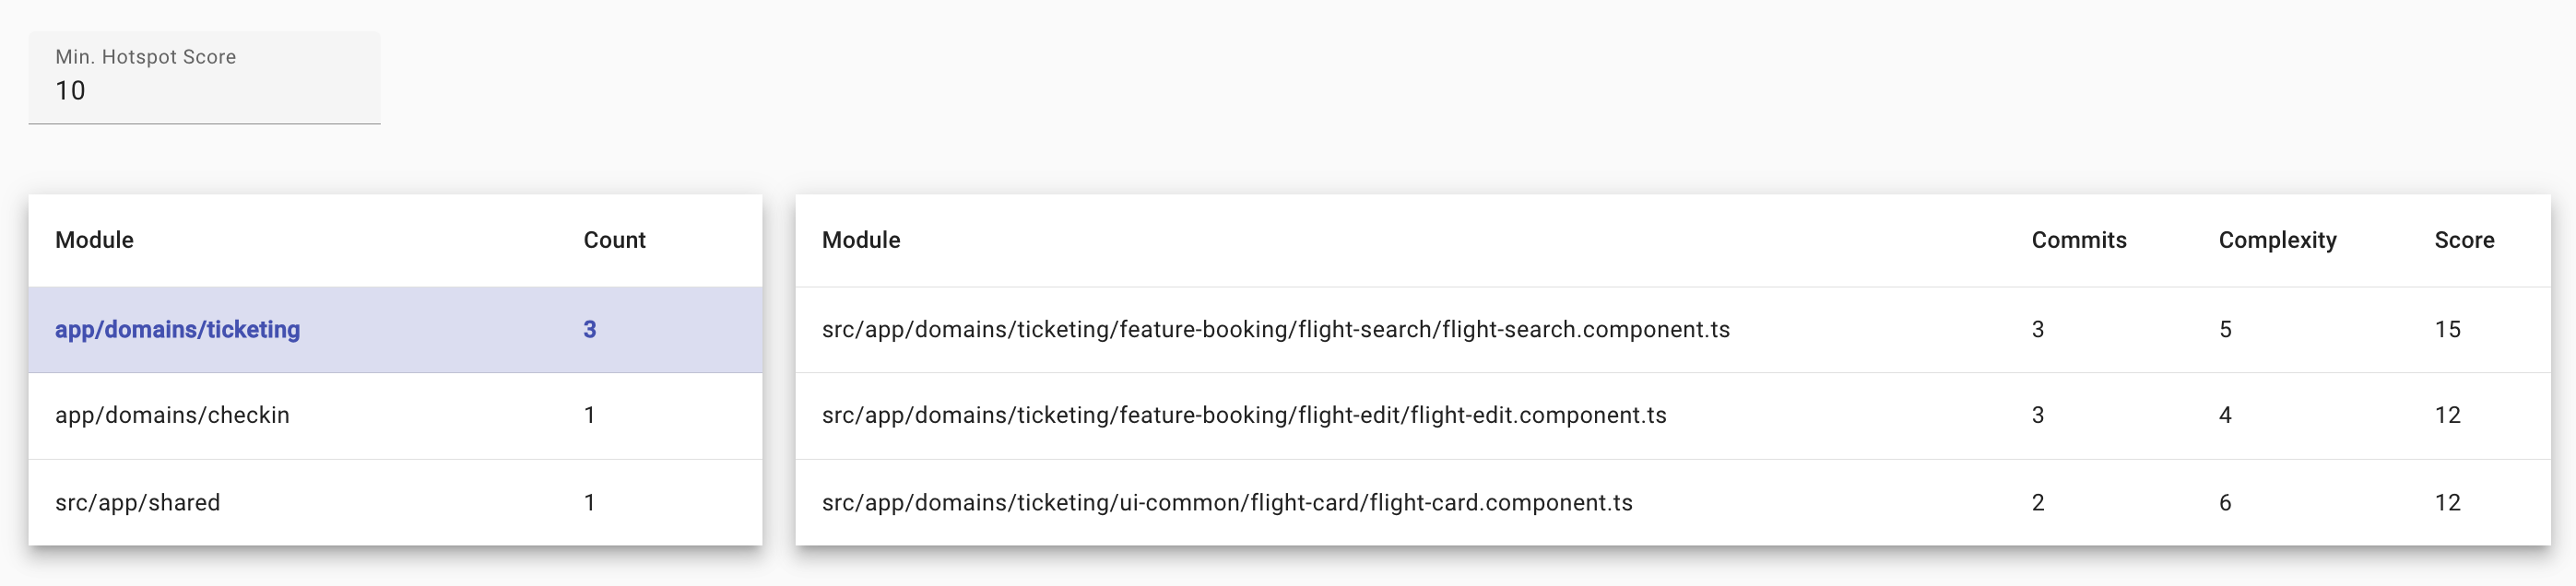 Min. Hotspot Score
10
Module Count
app/domains/ticketing 3
app/domains/checkin 1
src/app/shared 1
Module Commits Complexity Score
src/app/domains/ticketing/feature-booking/flight-search/flight-search.component.ts 3 5 15
src/app/domains/ticketing/feature-booking/flight-edit/flight-edit.component.ts 3 4 12
src/app/domains/ticketing/ui-common/flight-card/flight-card.component.ts 2 6 12